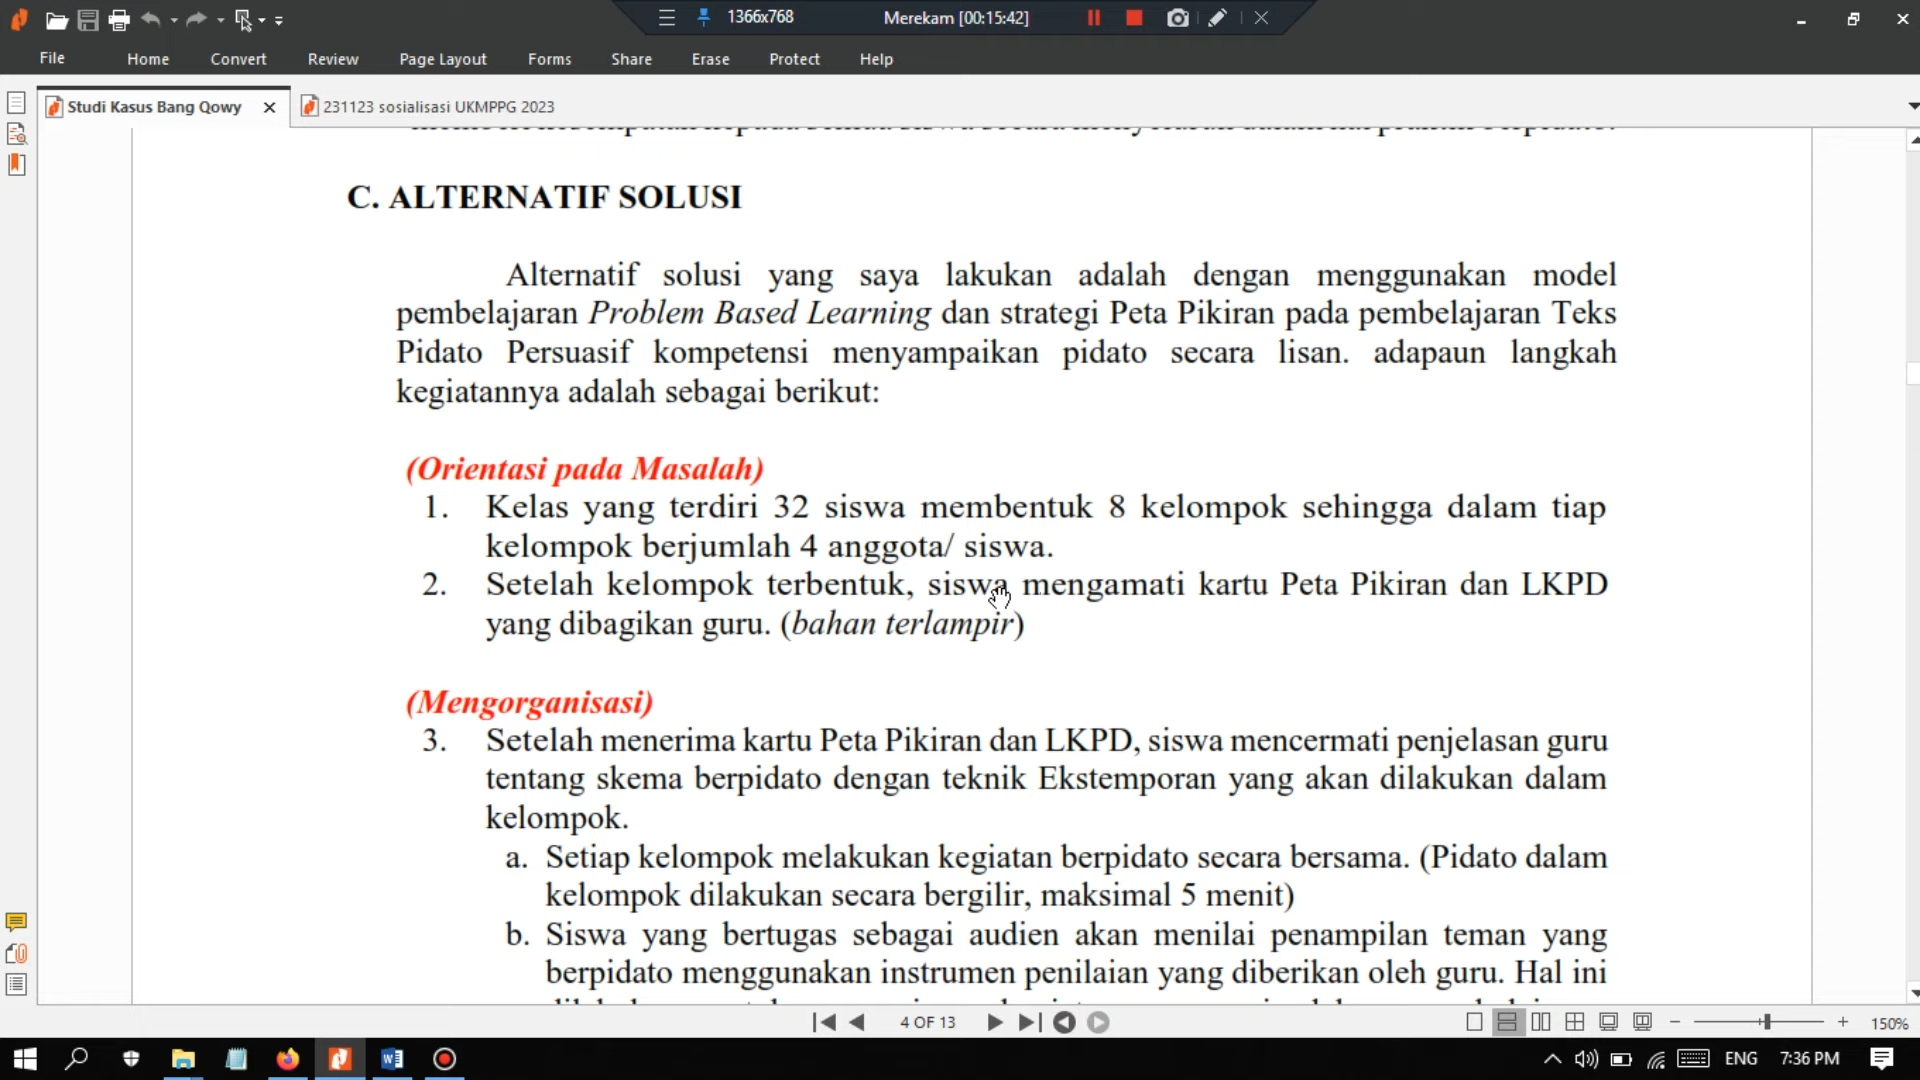 1366x768
Merekam [00:15:42]
File Home Convert Review Page Layout Forms Share Erase Protect Help
Studi Kasus Bang Qowy
231123 sosialisasi UKMPPG 2023
C. ALTERNATIF SOLUSI
Alternatif solusi yang saya lakukan adalah dengan menggunakan model
pembelajaran Problem Based Learning dan strategi Peta Pikiran pada pembelajaran Teks
Pidato Persuasif kompetensi menyampaikan pidato secara lisan. adapaun langkah
kegiatannya adalah sebagai berikut:
(Orientasi pada Masalah)
1. Kelas yang terdiri 32 siswa membentuk 8 kelompok sehingga dalam tiap
kelompok berjumlah 4 anggota/ siswa.
2. Setelah kelompok terbentuk, siswa mengamati kartu Peta Pikiran dan LKPD
yang dibagikan guru. (bahan terlampir)
(Mengorganisasi)
3. Setelah menerima kartu Peta Pikiran dan LKPD, siswa mencermati penjelasan guru
tentang skema berpidato dengan teknik Ekstemporan yang akan dilakukan dalam
kelompok.
a. Setiap kelompok melakukan kegiatan berpidato secara bersama. (Pidato dalam
kelompok dilakukan secara bergilir, maksimal 5 menit)
b. Siswa yang bertugas sebagai audien akan menilai penampilan teman yang
berpidato menggunakan instrumen penilaian yang diberikan oleh guru. Hal ini
4 OF 13
150%
ENG
7:36 PM